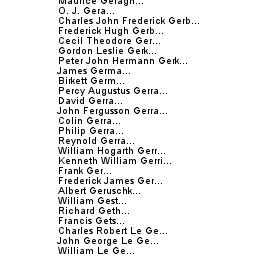 Maurice Geragh...
O. J. Gera...
Charles John Frederick Gerb...
Frederick Hugh Gerb...
Cecil Theodore Ger...
Gordon Leslie Gerk...
Peter John Hermann Gerk...
James Germa...
Birkett Germ...
Percy Augustus Gerra...
David Gerra...
John Fergusson Gerra...
Colin Gerra...
Philip Gerra...
Reynold Gerra...
William Hogarth Gerr...
Kenneth William Gerri...
Frank Ger...
Frederick James Ger...
Albert Geruschk...
William Gest...
Richard Geth...
Francis Gets...
Charles Robert Le Ge...
John George Le Ge...
William Le Ge...